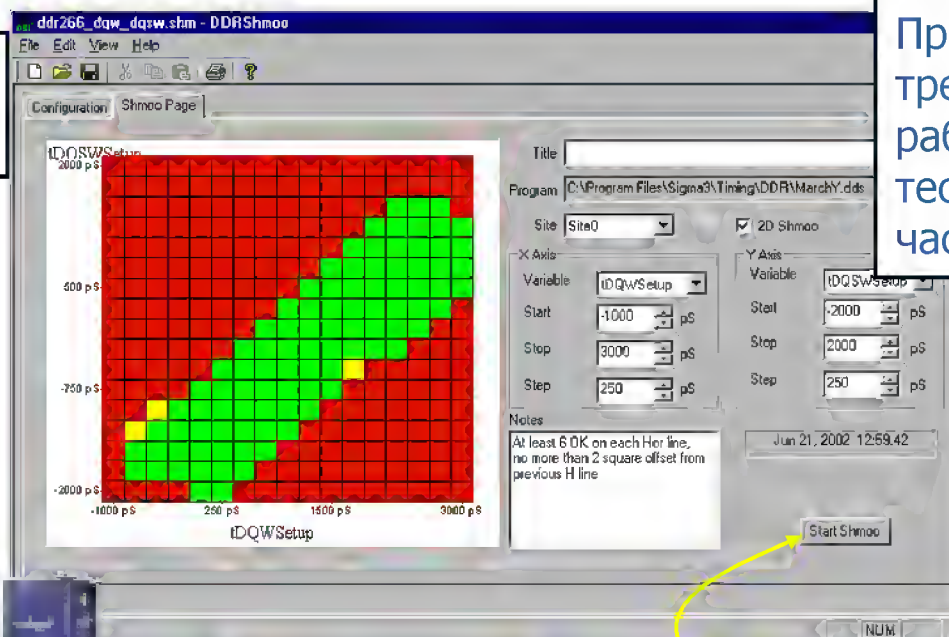 ddr266_dqw_dqsw.shm - DDRShmoo
File Edit View Help
Configuration Shmoo Page
tDQSWSetup
2000 pS
500 pS
-750 pS
-2000 pS
-1000 pS 250 pS 1500 pS 3000 pS
tDQWSetup
Title
Program C:\Program Files\Sigma3\Timing\DDR\MarchY.dds
Site Site0 2D Shmoo
X Axis
Variable tDQWSetup
Start -1000 pS
Stop 3000 pS
Step 250 pS
Y Axis
Variable tDQSWSetup
Start -2000 pS
Stop 2000 pS
Step 250 pS
Notes
At least 6 OK on each Hor line,
no more than 2 square offset from
previous H line
Jun 21, 2002 12:59:42
Start Shmoo
NUM
Пр
тре
раб
тес
час